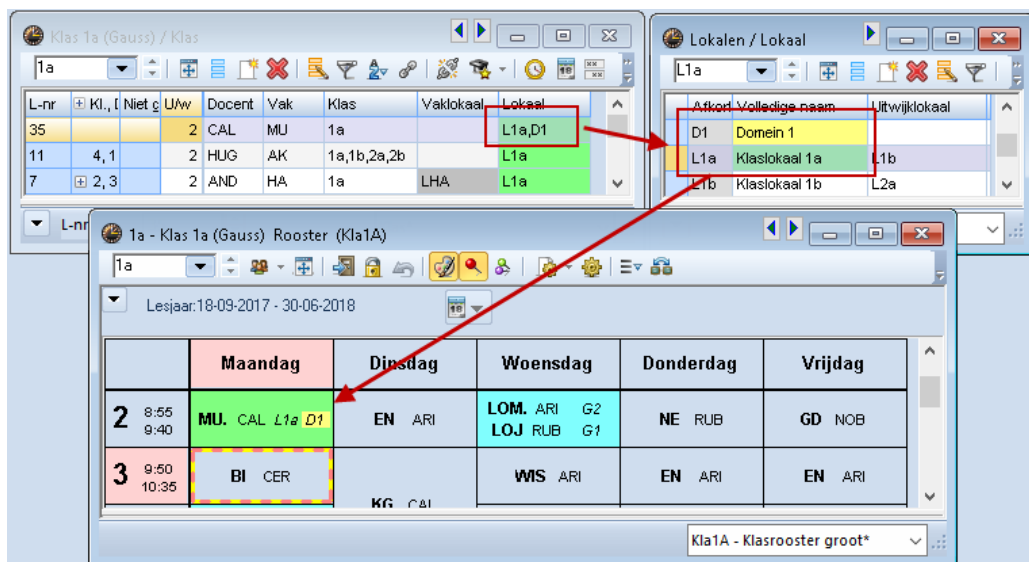 Klas 1a (Gauss) / Klas
1a
L-nr Kl., Niet g U/w Docent Vak Klas Vaklokaal Lokaal
35 2 CAL MU 1a L1a,D1
11 4, 1 2 HUG AK 1a,1b,2a,2b L1a
7 2, 3 2 AND HA 1a LHA L1a
L-nr
Lokalen / Lokaal
L1a
Afkort Volledige naam Uitwijklokaal
D1 Domein 1
L1a Klaslokaal 1a L1b
L1b Klaslokaal 1b L2a
1a - Klas 1a (Gauss) Rooster (Kla1A)
1a
Lesjaar:18-09-2017 - 30-06-2018
Maandag Dinsdag Woensdag Donderdag Vrijdag
2 8:55 9:40 MU. CAL L1a D1 EN ARI LOM. ARI G2 NE RUB GD NOB
LOJ RUB G1
3 9:50 10:35 BI CER WIS ARI EN ARI EN ARI
KG CAL
Kla1A - Klasrooster groot*